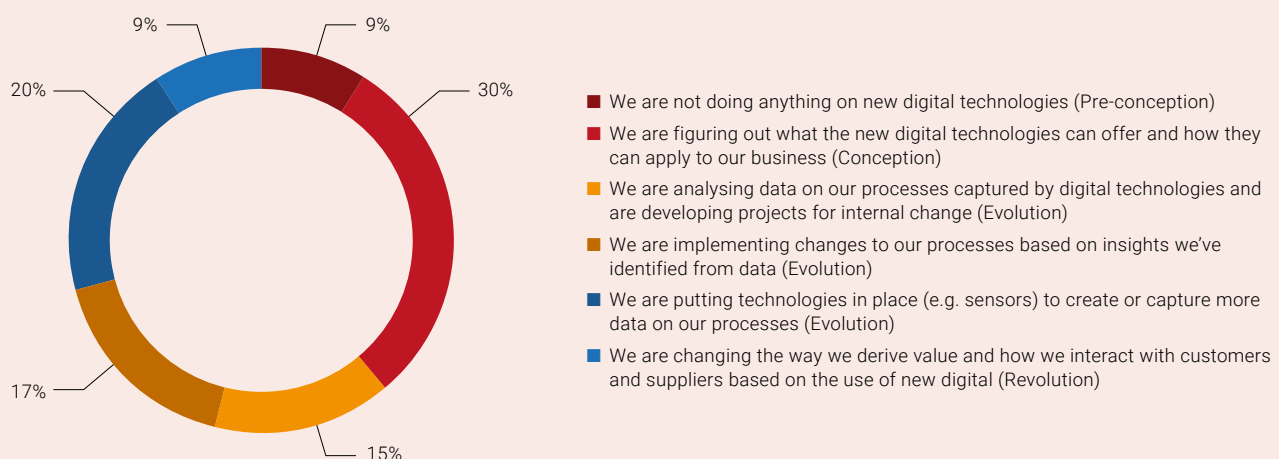 9%
9%
20%
30%
17%
15%
We are not doing anything on new digital technologies (Pre-conception)
We are figuring out what the new digital technologies can offer and how they
can apply to our business (Conception)
We are analysing data on our processes captured by digital technologies and
are developing projects for internal change (Evolution)
We are implementing changes to our processes based on insights we've
identified from data (Evolution)
We are putting technologies in place (e.g. sensors) to create or capture more
data on our processes (Evolution)
We are changing the way we derive value and how we interact with customers
and suppliers based on the use of new digital (Revolution)